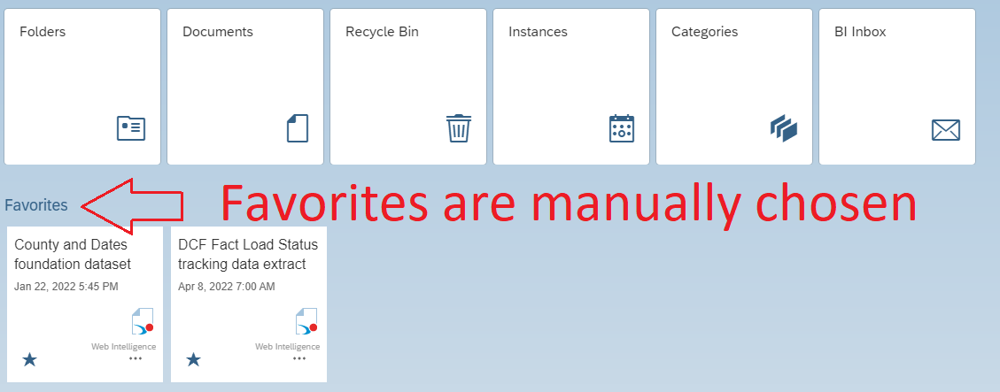 Folders
Documents
Recycle Bin
Instances
Categories
BI Inbox
Favorites
Favorites are manually chosen
County and Dates
foundation dataset
Jan 22, 2022 5:45 PM
Web Intelligence
DCF Fact Load Status
tracking data extract
Apr 8, 2022 7:00 AM
Web Intelligence